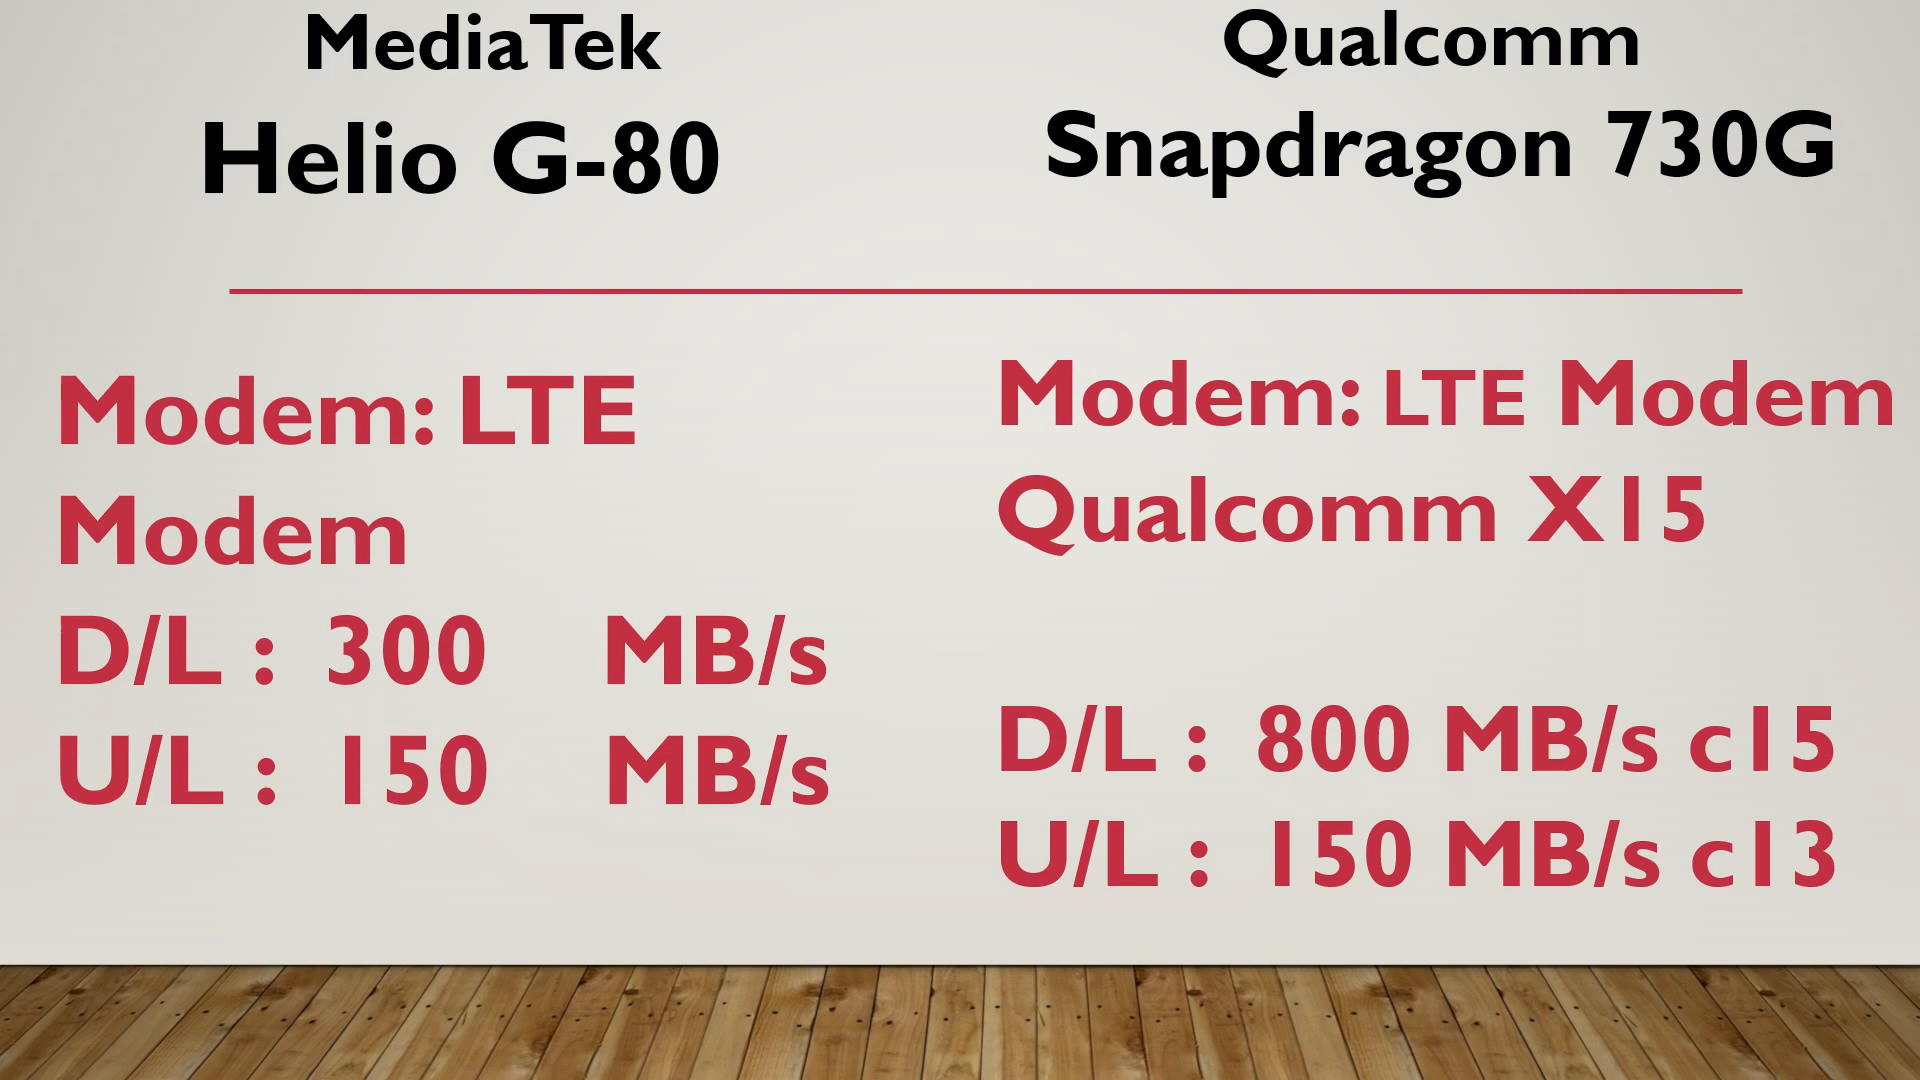 MediaTek
Helio G-80
Qualcomm
Snapdragon 730G
Modem: LTE
Modem
D/L : 300 MB/s
U/L : 150 MB/s
Modem: LTE Modem
Qualcomm X15
D/L : 800 MB/s c15
U/L : 150 MB/s c13